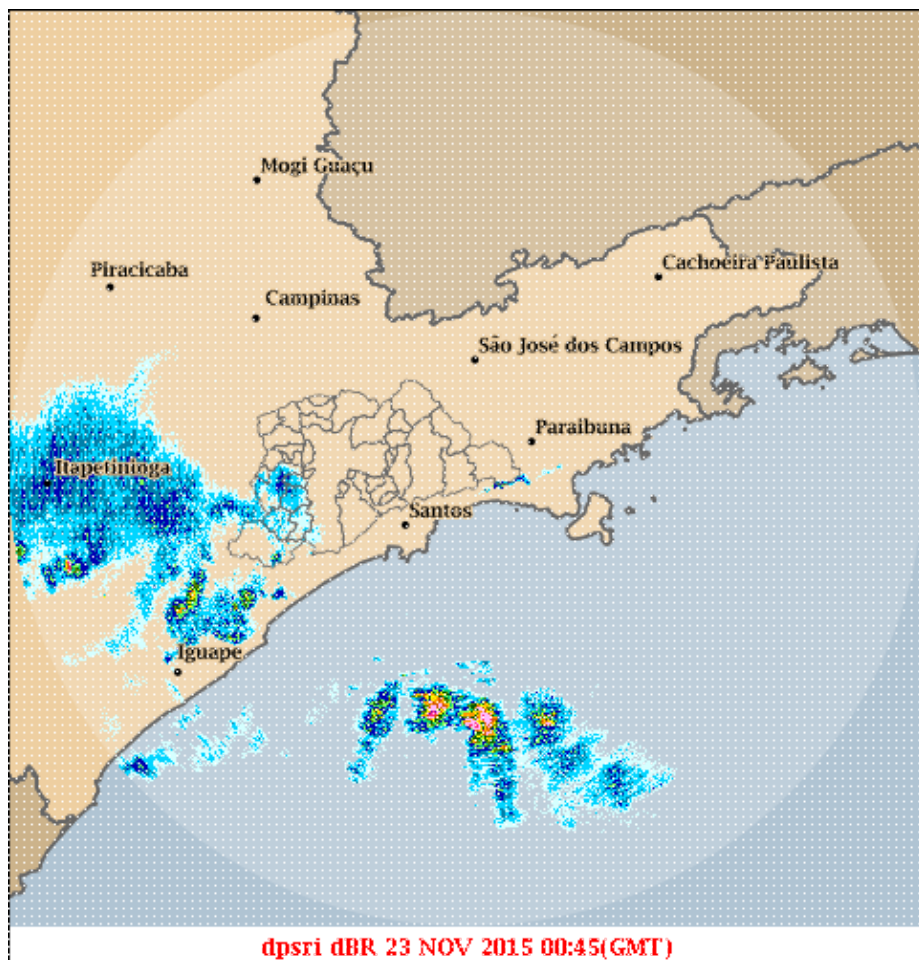 Mogi Guaçu
Piracicaba
Cachoeira Paulista
Campinas
São José dos Campos
Paraibuna
Itapetininga
Santos
Iguape
dpsri dBR 23 NOV 2015 00:45(GMT)